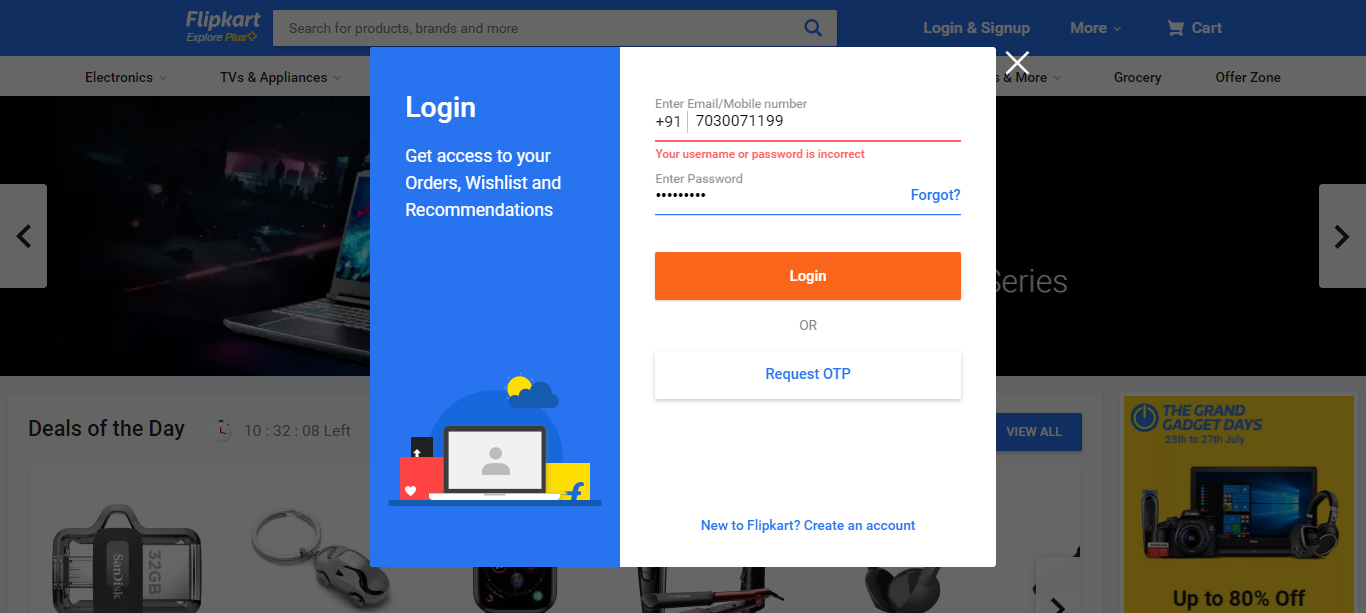 Flipkart
Explore Plus
Search for products, brands and more
Login & Signup
More
Cart
Electronics
TVs & Appliances
& More
Grocery
Offer Zone
Login
Get access to your
Orders, Wishlist and
Recommendations
Enter Email/Mobile number
+91 7030071199
Your username or password is incorrect
Enter Password
•••••••••
Forgot?
Login
OR
Request OTP
New to Flipkart? Create an account
Series
Deals of the Day
10 : 32 : 08 Left
VIEW ALL
THE GRAND
GADGET DAYS
25th to 27th July
SanDisk
32GB
Up to 80% Off